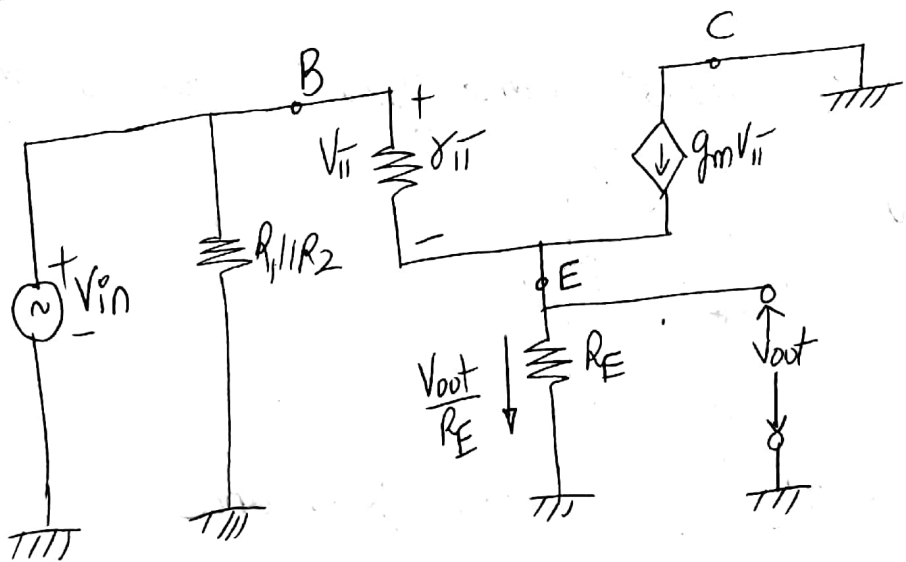 C
B
+
Vπ
rπ
gmVπ
−
R1//R2
+
Vin
−
~
E
RE
Vout
Vout
RE